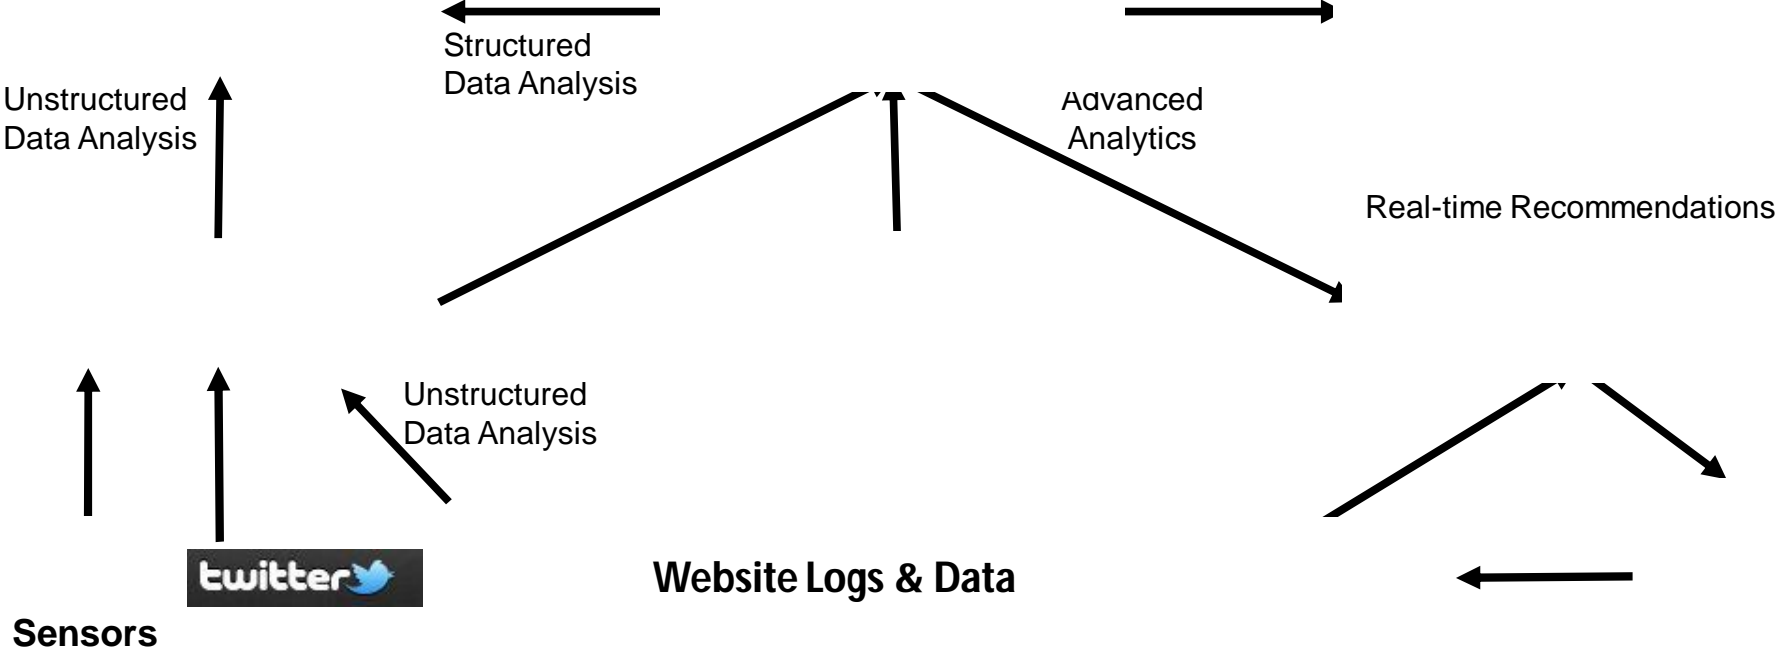 Structured
Data Analysis
Unstructured
Data Analysis
Advanced
Analytics
Real-time Recommendations
Unstructured
Data Analysis
twitter
Website Logs & Data
Sensors